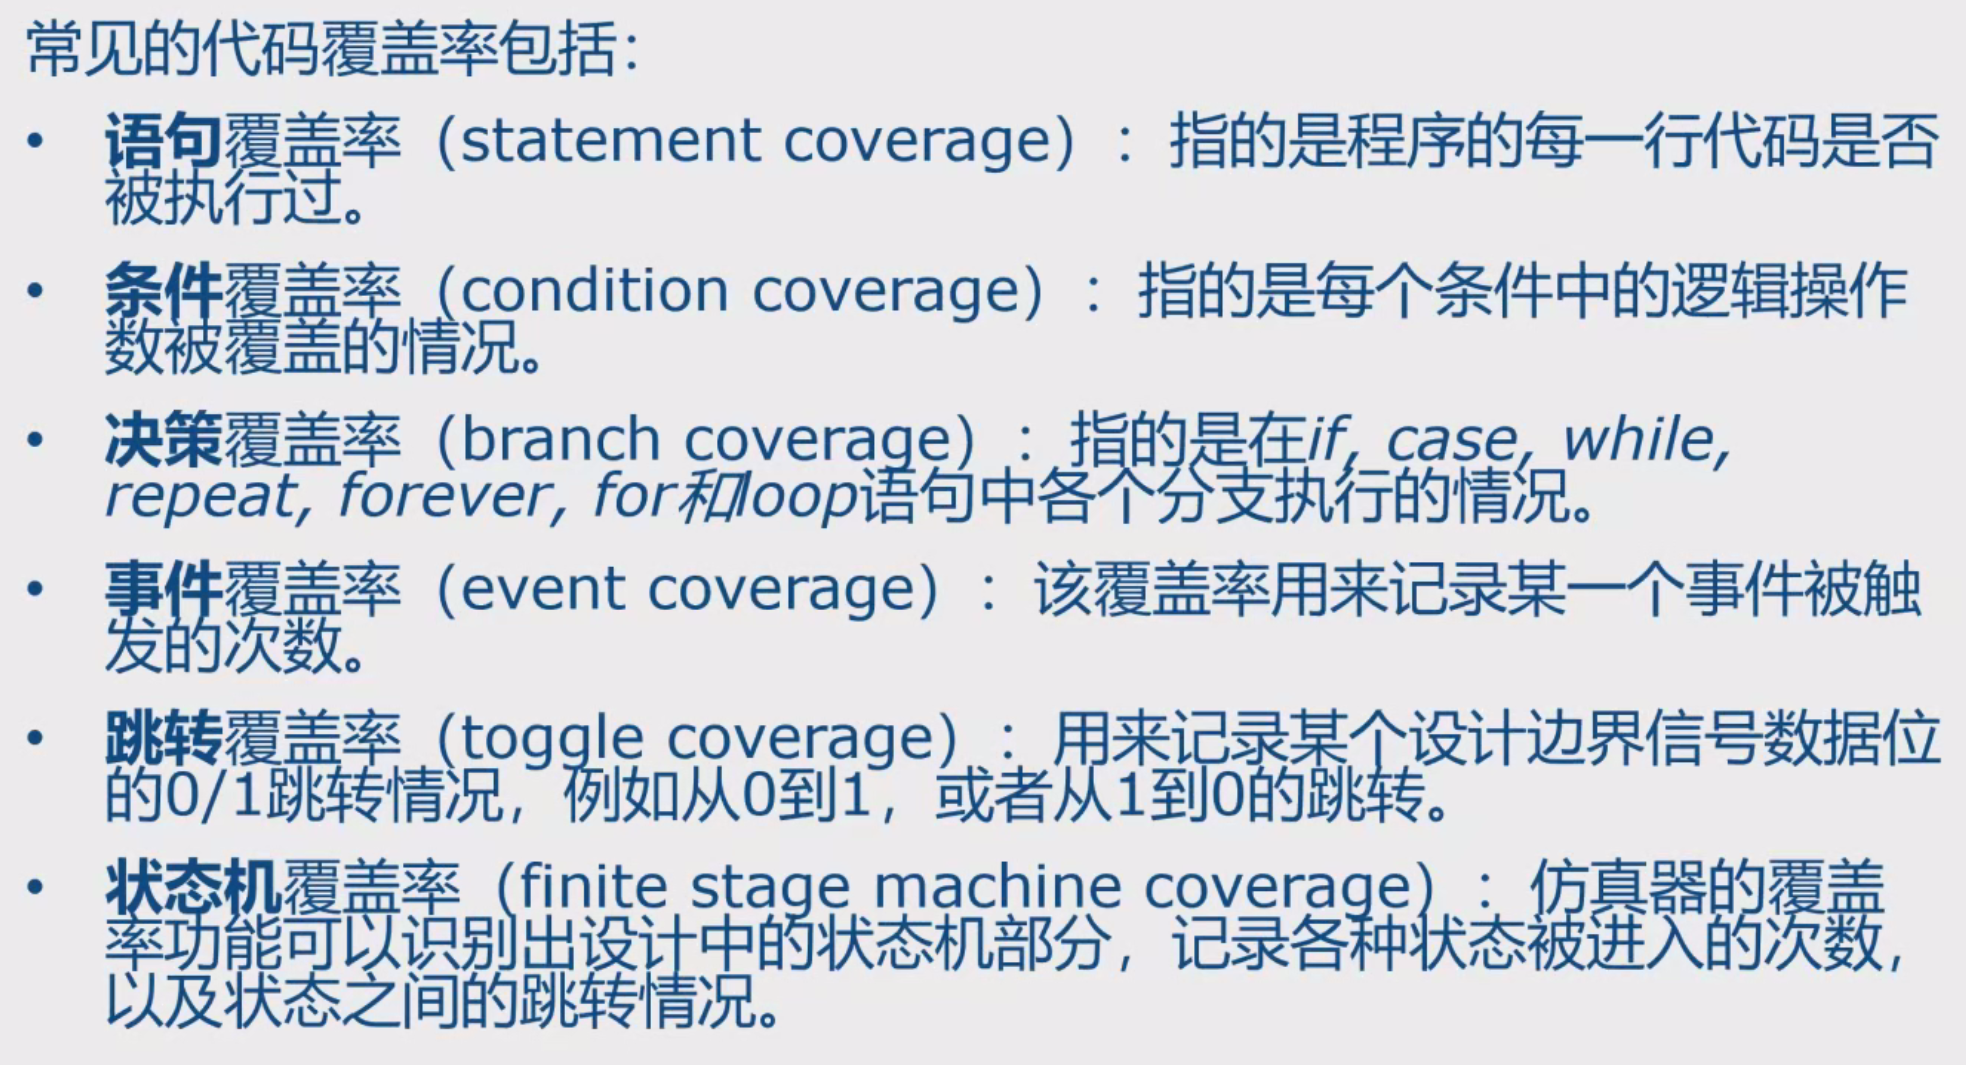 常见的代码覆盖率包括：
• 语句覆盖率（statement coverage）：指的是程序的每一行代码是否
被执行过。
• 条件覆盖率（condition coverage）：指的是每个条件中的逻辑操作
数被覆盖的情况。
• 决策覆盖率（branch coverage）：指的是在if, case, while,
repeat, forever, for和loop语句中各个分支执行的情况。
• 事件覆盖率（event coverage）：该覆盖率用来记录某一个事件被触
发的次数。
• 跳转覆盖率（toggle coverage）：用来记录某个设计边界信号数据位
的0/1跳转情况，例如从0到1，或者从1到0的跳转。
• 状态机覆盖率（finite stage machine coverage）：仿真器的覆盖
率功能可以识别出设计中的状态机部分，记录各种状态被进入的次数，
以及状态之间的跳转情况。